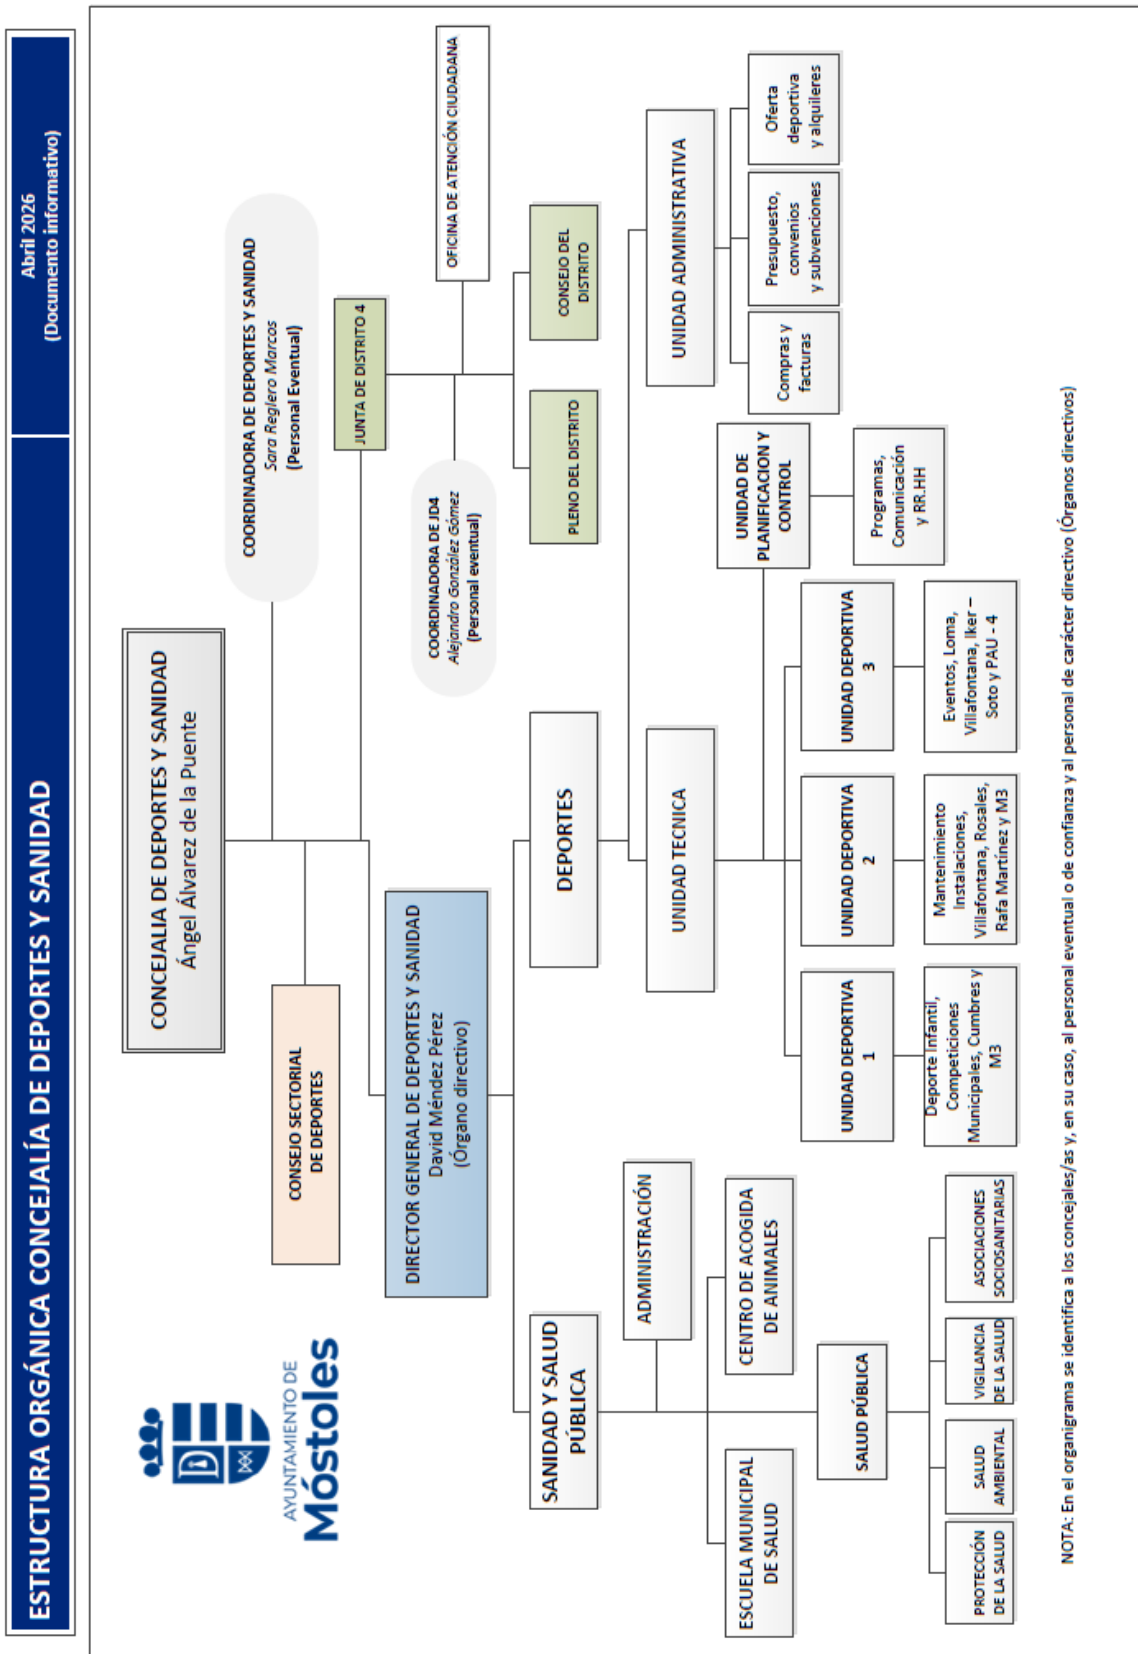 ESTRUCTURA ORGÁNICA CONCEJALÍA DE DEPORTES Y SANIDAD
Abril 2026
(Documento informativo)
AYUNTAMIENTO DE
Móstoles
CONCEJALIA DE DEPORTES Y SANIDAD
Ángel Álvarez de la Puente
COORDINADORA DE DEPORTES Y SANIDAD
Sara Reglero Marcos
(Personal Eventual)
CONSEJO SECTORIAL
DE DEPORTES
JUNTA DE DISTRITO 4
DIRECTOR GENERAL DE DEPORTES Y SANIDAD
David Méndez Pérez
(Órgano directivo)
COORDINADORA DE JD4
Alejandro González Gómez
(Personal eventual)
OFICINA DE ATENCIÓN CIUDADANA
SANIDAD Y SALUD
PÚBLICA
DEPORTES
PLENO DEL DISTRITO
CONSEJO DEL
DISTRITO
ADMINISTRACIÓN
UNIDAD TECNICA
UNIDAD ADMINISTRATIVA
ESCUELA MUNICIPAL
DE SALUD
CENTRO DE ACOGIDA
DE ANIMALES
UNIDAD DE
PLANIFICACION Y
CONTROL
Compras y
facturas
Presupuesto,
convenios
y subvenciones
Oferta
deportiva
y alquileres
SALUD PÚBLICA
UNIDAD DEPORTIVA
1
UNIDAD DEPORTIVA
2
UNIDAD DEPORTIVA
3
Programas,
Comunicación
y RR.HH
PROTECCIÓN
DE LA SALUD
SALUD
AMBIENTAL
VIGILANCIA
DE LA SALUD
ASOCIACIONES
SOCIOSANITARIAS
Deporte Infantil,
Competiciones
Municipales, Cumbres y
M3
Mantenimiento
Instalaciones,
Villafontana, Rosales,
Rafa Martínez y M3
Eventos, Loma,
Villafontana, Iker –
Soto y PAU - 4
NOTA: En el organigrama se identifica a los concejales/as y, en su caso, al personal eventual o de confianza y al personal de carácter directivo (Órganos directivos)